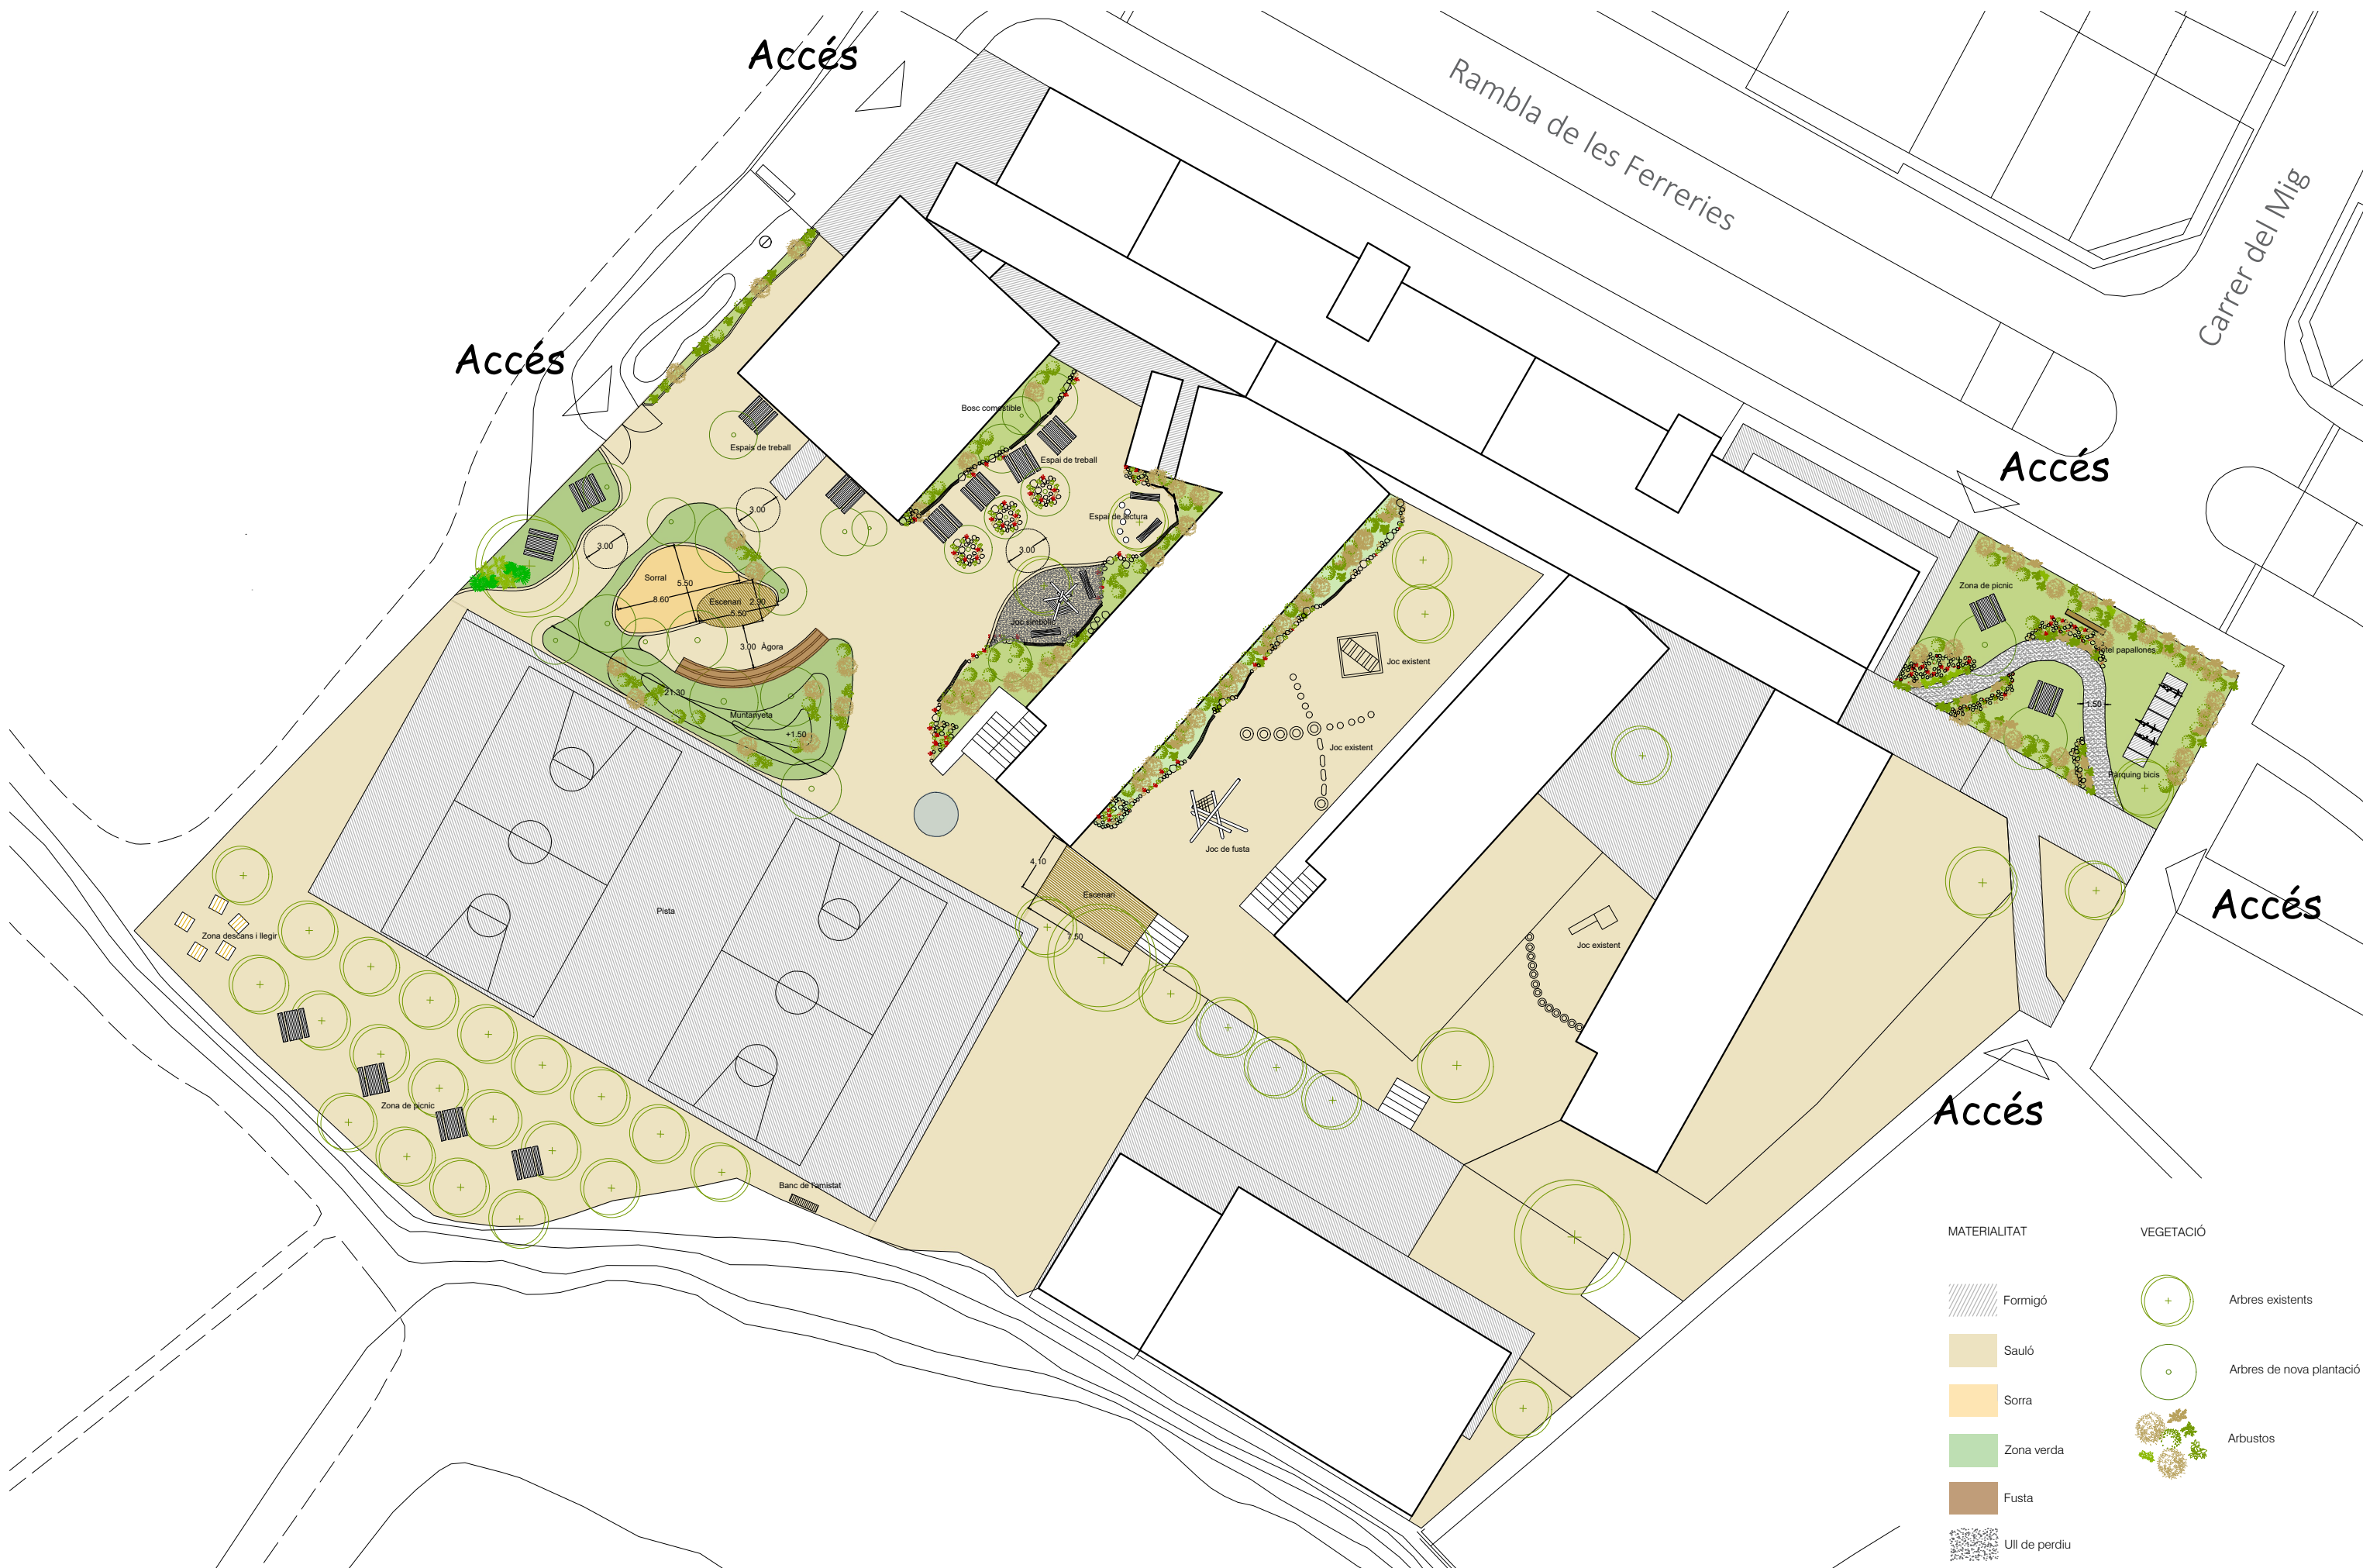 Accés
Rambla de les Ferreries
Carrer del Mig
Accés
Accés
Bosc comestible
Espais de treball
Espai de treball
Espai de lectura
3.00
3.00
3.00
Sorral
5.50
8.60
Escenari
2.90
5.50
3.00
Àgora
Joc simbolic
21.30
Muntanyeta
+1.50
Joc existent
Joc existent
Joc de fusta
Zona de picnic
Hotel papallones
1.50
Pàrquing bicis
4.10
Escenari
7.50
Pista
Zona descans i llegir
Joc existent
Accés
Zona de picnic
Accés
Banc de l'amistat
MATERIALITAT
Formigó
Sauló
Sorra
Zona verda
Fusta
Ull de perdiu
VEGETACIÓ
Arbres existents
Arbres de nova plantació
Arbustos